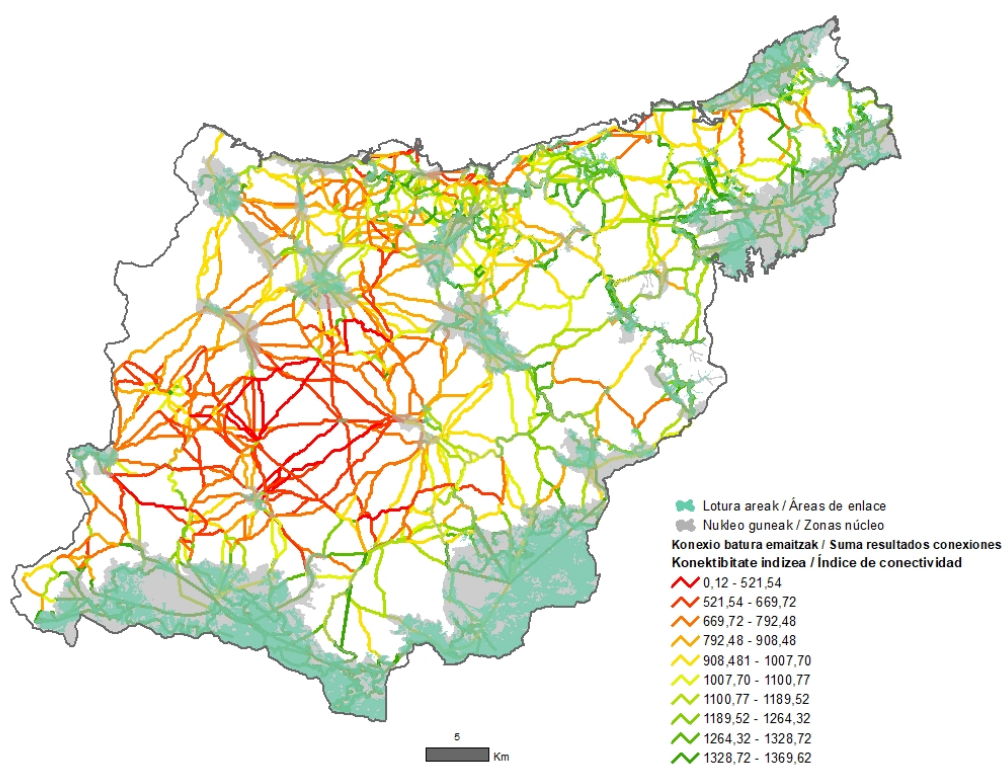 Lotura areak / Áreas de enlace
Nukleo guneak / Zonas núcleo
Konexio batura emaitzak / Suma resultados conexiones
Konektibitate indizea / Índice de conectividad
0,12 - 521,54
521,54 - 669,72
669,72 - 792,48
792,48 - 908,48
908,481 - 1007,70
1007,70 - 1100,77
1100,77 - 1189,52
1189,52 - 1264,32
1264,32 - 1328,72
1328,72 - 1369,62
5
Km